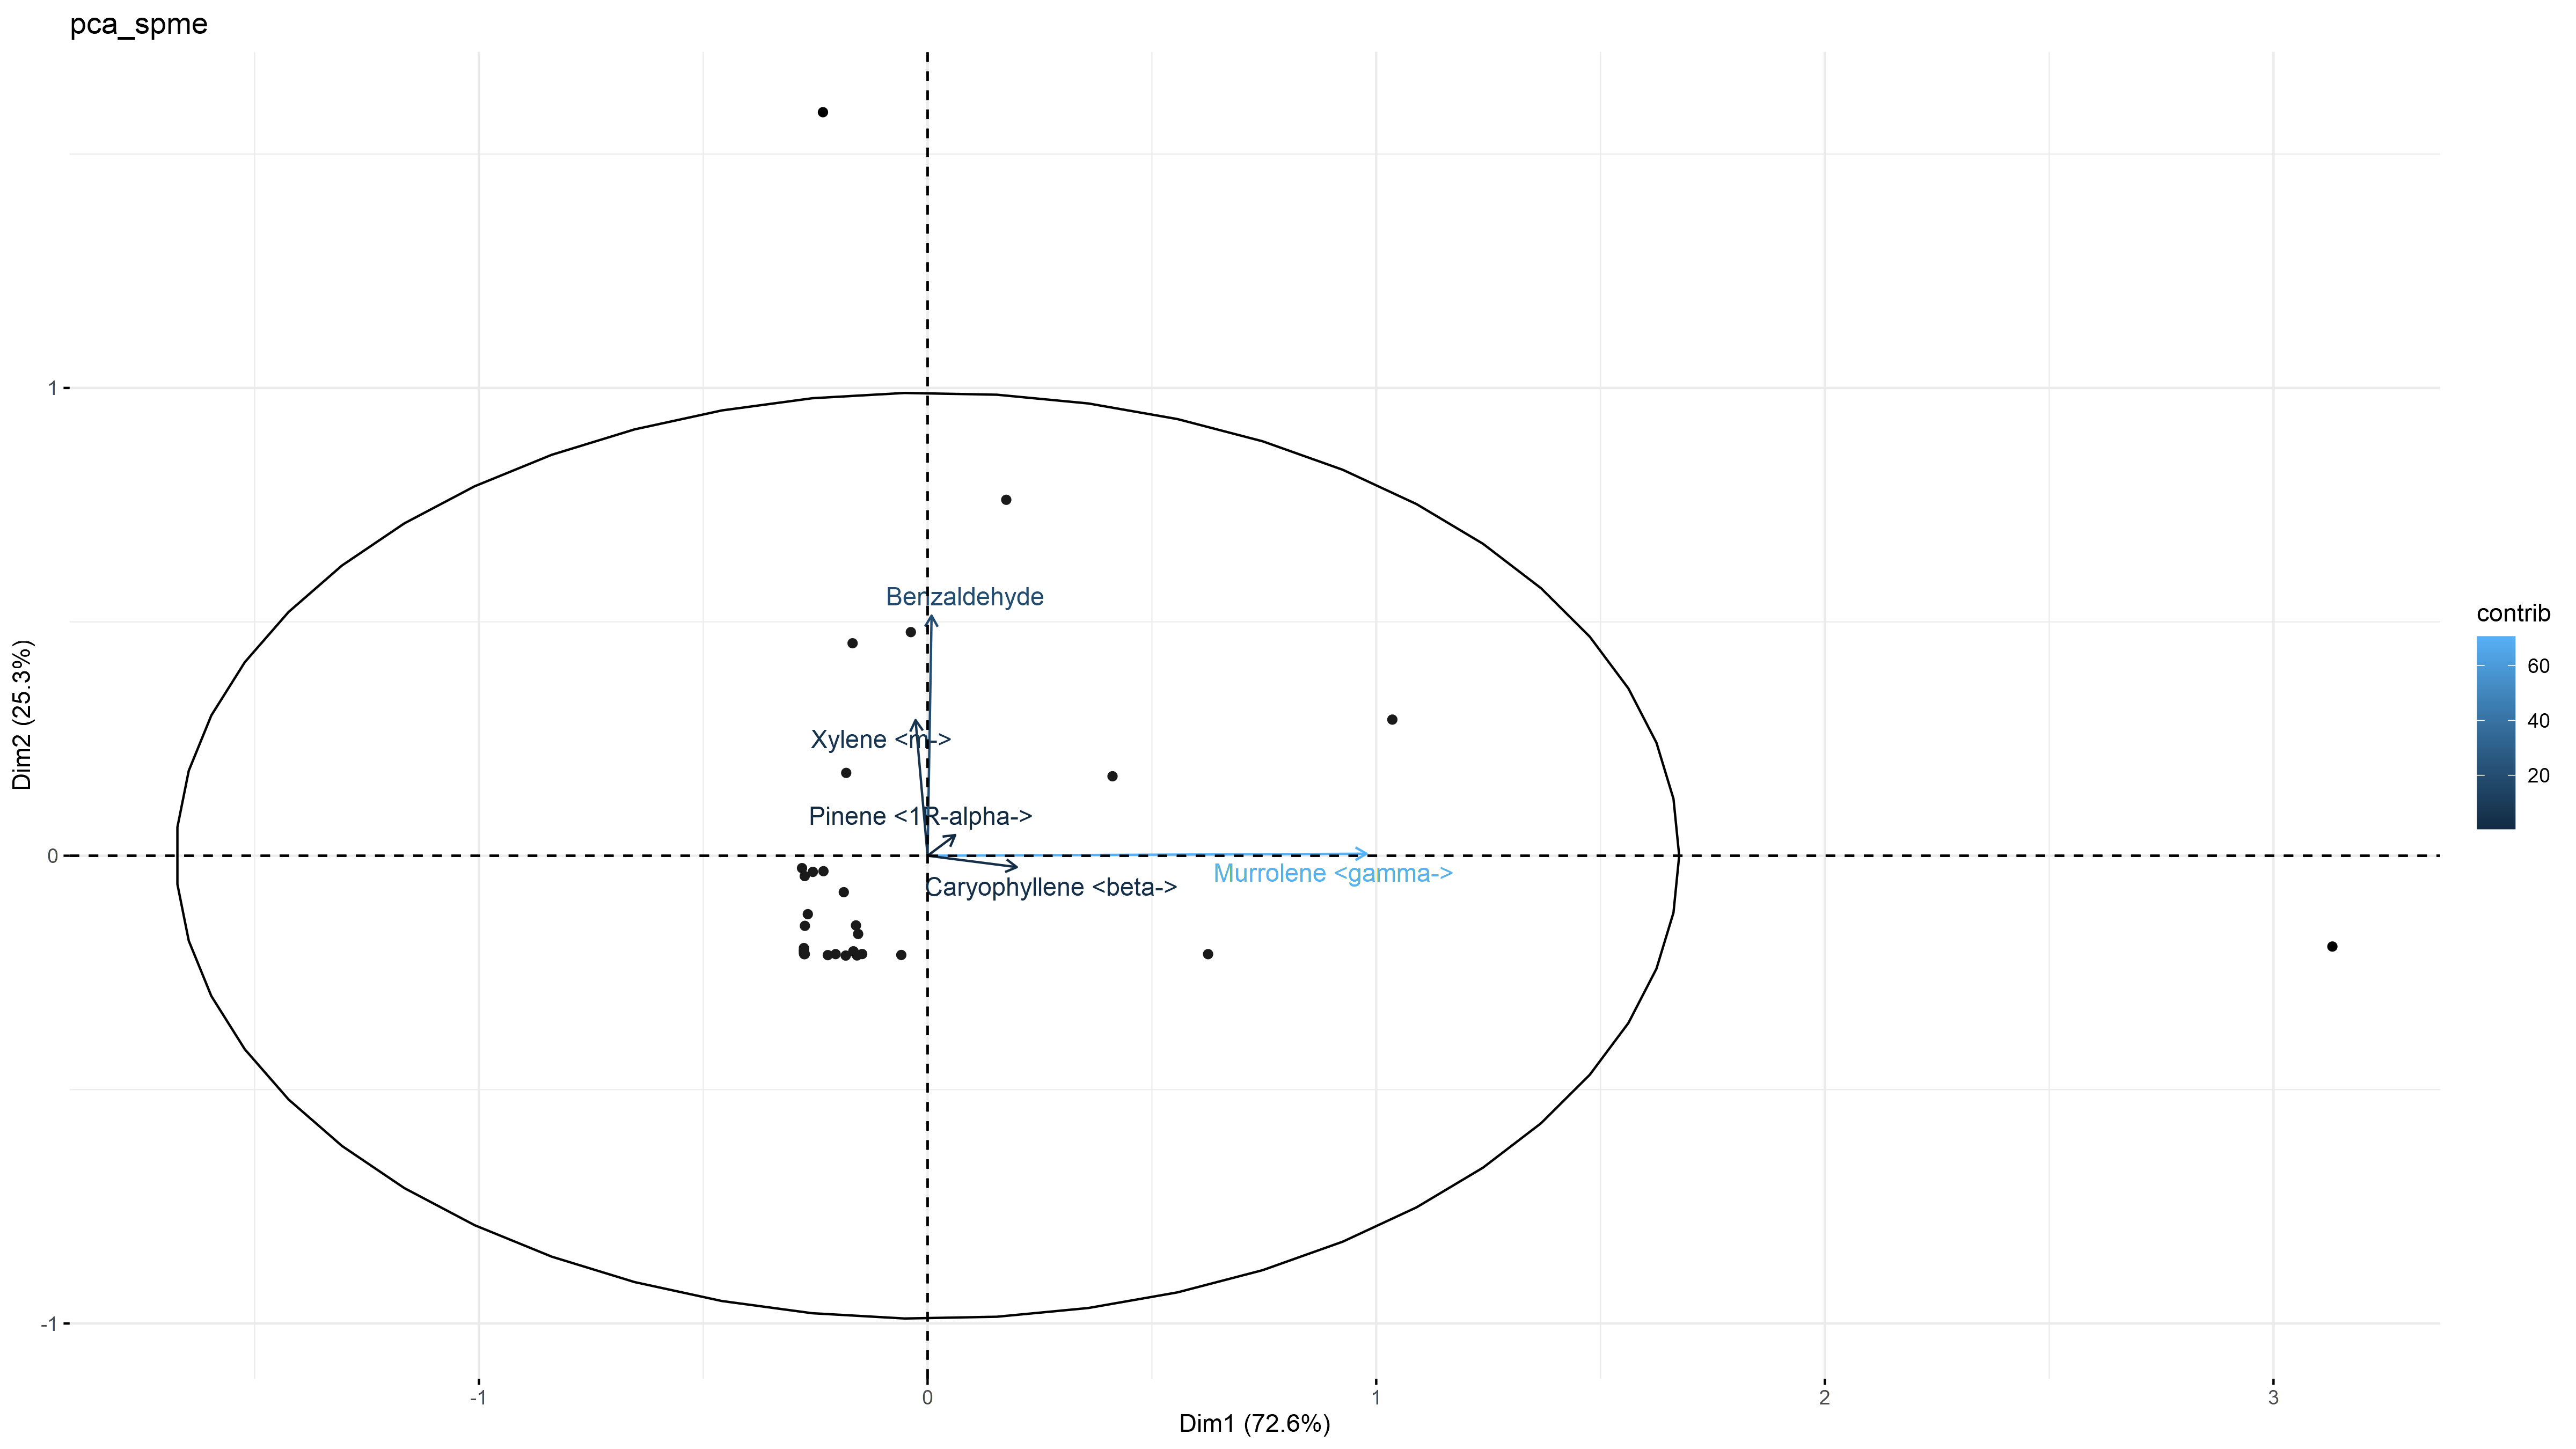 pca_spme
1
0
-1
Dim2 (25.3%)
Benzaldehyde
Xylene <m->
Pinene <1R-alpha->
Murrolene <gamma->
Caryophyllene <beta->
-1
0
1
2
3
Dim1 (72.6%)
contrib
60
40
20